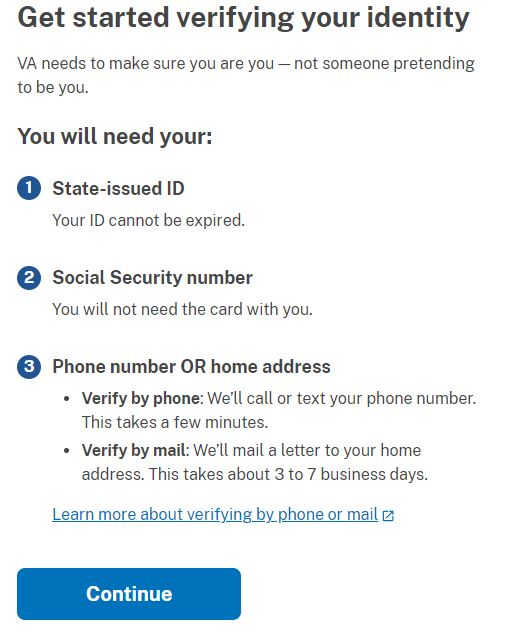 Get started verifying your identity
VA needs to make sure you are you — not someone pretending
to be you.
You will need your:
1 State-issued ID
Your ID cannot be expired.
2 Social Security number
You will not need the card with you.
3 Phone number OR home address
• Verify by phone: We’ll call or text your phone number.
This takes a few minutes.
• Verify by mail: We’ll mail a letter to your home
address. This takes about 3 to 7 business days.
Learn more about verifying by phone or mail
Continue